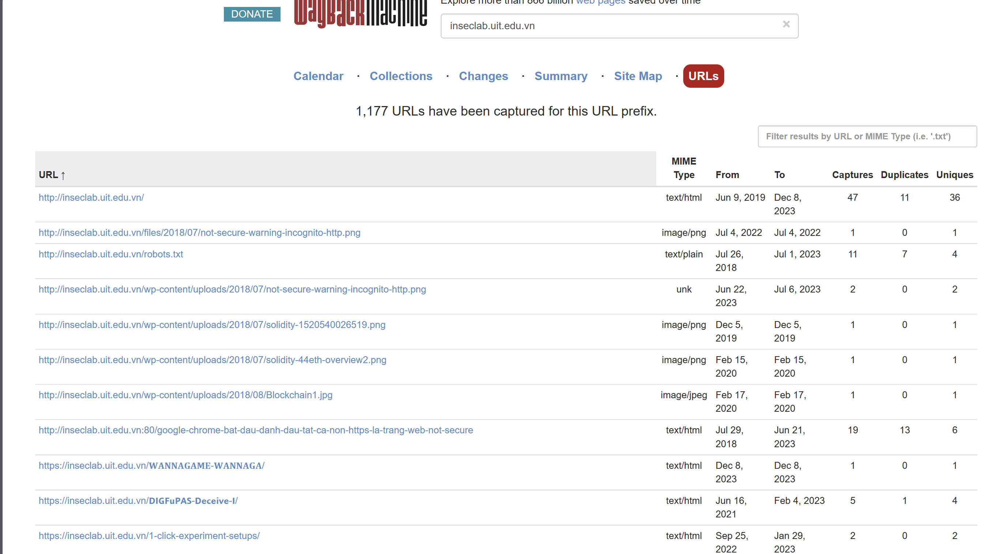 Explore more than 866 billion web pages saved over time
DONATE
WayBackMachine
inseclab.uit.edu.vn ×
Calendar · Collections · Changes · Summary · Site Map · URLs
1,177 URLs have been captured for this URL prefix.
Filter results by URL or MIME Type (i.e. '.txt')
URL ↑ MIME Type From To Captures Duplicates Uniques
http://inseclab.uit.edu.vn/ text/html Jun 9, 2019 Dec 8, 2023 47 11 36
http://inseclab.uit.edu.vn/files/2018/07/not-secure-warning-incognito-http.png image/png Jul 4, 2022 Jul 4, 2022 1 0 1
http://inseclab.uit.edu.vn/robots.txt text/plain Jul 26, 2018 Jul 1, 2023 11 7 4
http://inseclab.uit.edu.vn/wp-content/uploads/2018/07/not-secure-warning-incognito-http.png unk Jun 22, 2023 Jul 6, 2023 2 0 2
http://inseclab.uit.edu.vn/wp-content/uploads/2018/07/solidity-1520540026519.png image/png Dec 5, 2019 Dec 5, 2019 1 0 1
http://inseclab.uit.edu.vn/wp-content/uploads/2018/07/solidity-44eth-overview2.png image/png Feb 15, 2020 Feb 15, 2020 1 0 1
http://inseclab.uit.edu.vn/wp-content/uploads/2018/08/Blockchain1.jpg image/jpeg Feb 17, 2020 Feb 17, 2020 1 0 1
http://inseclab.uit.edu.vn:80/google-chrome-bat-dau-danh-dau-tat-ca-non-https-la-trang-web-not-secure text/html Jul 29, 2018 Jun 21, 2023 19 13 6
https://inseclab.uit.edu.vn/𝐖𝐀𝐍𝐍𝐀𝐆𝐀𝐌𝐄-𝐖𝐀𝐍𝐍𝐀𝐆𝐀/ text/html Dec 8, 2023 Dec 8, 2023 1 0 1
https://inseclab.uit.edu.vn/𝗗𝗜𝗚𝗙𝘂𝗣𝗔𝗦-𝗗𝗲𝗰𝗲𝗶𝘃𝗲-𝗜/ text/html Jun 16, 2021 Feb 4, 2023 5 1 4
https://inseclab.uit.edu.vn/1-click-experiment-setups/ text/html Sep 25, 2022 Jan 29, 2023 2 0 2